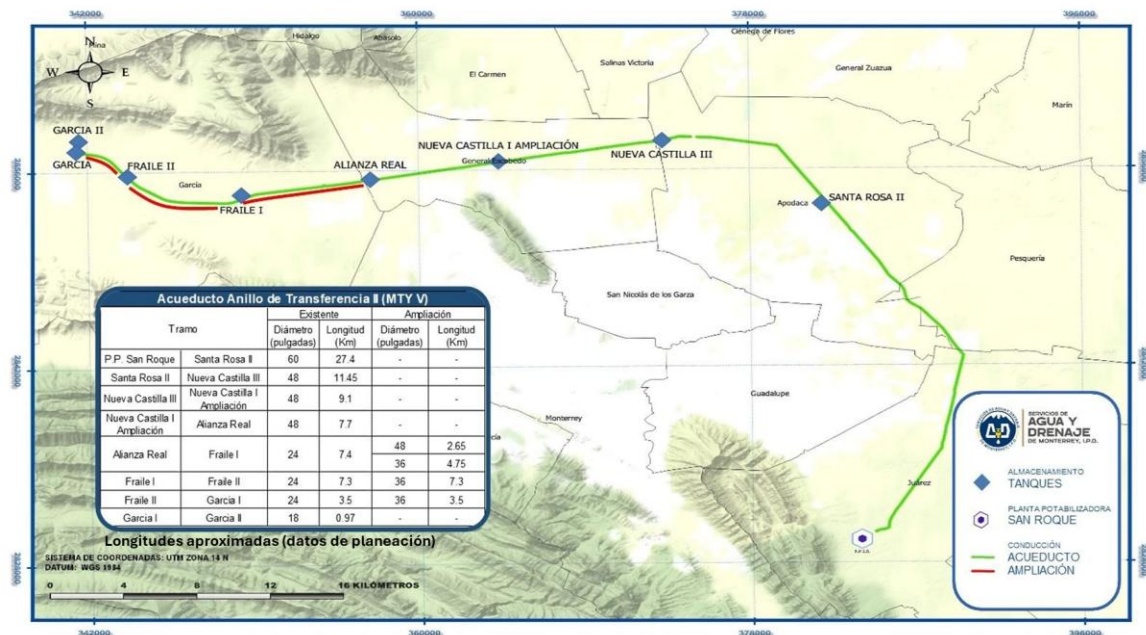 342000 360000 378000 396000
Mina
Hidalgo
Abasolo
Ciénega de Flores
N
W E
S
Salinas Victoria
General Zuazua
El Carmen
Marín
GARCIA II
GARCIA
FRAILE II
García
FRAILE I
ALIANZA REAL
NUEVA CASTILLA I AMPLIACIÓN
General Escobedo
NUEVA CASTILLA III
Apodaca
SANTA ROSA II
Pesquería
San Nicolás de los Garza
Guadalupe
Monterrey
Juárez
Acueducto Anillo de Transferencia II (MTY V)
Tramo Existente Ampliación
Diámetro (pulgadas) Longitud (Km) Diámetro (pulgadas) Longitud (Km)
P.P. San Roque Santa Rosa II 60 27.4 - -
Santa Rosa II Nueva Castilla III 48 11.45 - -
Nueva Castilla III Nueva Castilla I Ampliación 48 9.1 - -
Nueva Castilla I Ampliación Alianza Real 48 7.7 - -
Alianza Real Fraile I 24 7.4 48 2.65
36 4.75
Fraile I Fraile II 24 7.3 36 7.3
Fraile II Garcia I 24 3.5 36 3.5
Garcia I Garcia II 18 0.97 - -
Longitudes aproximadas (datos de planeación)
SISTEMA DE COORDENADAS: UTM ZONA 14 N
DATUM: WGS 1984
0 4 8 12 16 KILÓMETROS
SERVICIOS DE
AGUA Y
DRENAJE
DE MONTERREY, I.P.D.
ALMACENAMIENTO
TANQUES
PLANTA POTABILIZADORA
SAN ROQUE
CONDUCCIÓN
ACUEDUCTO
AMPLIACIÓN
342000 360000 378000 396000